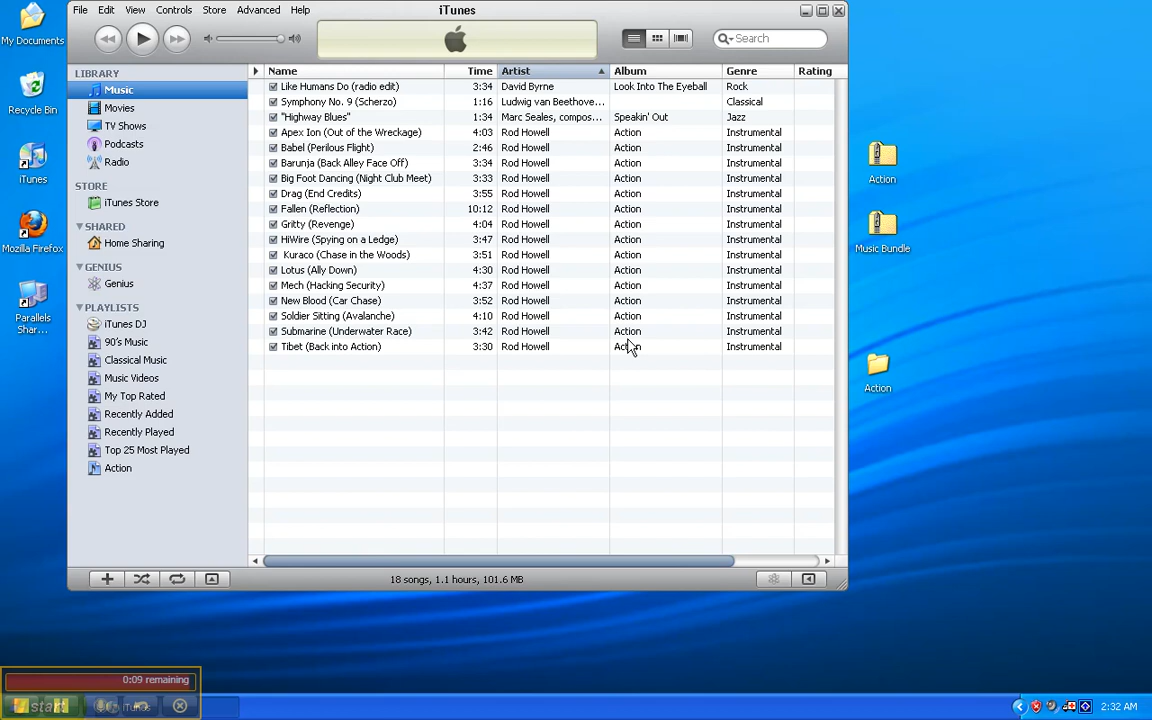 My Documents
Recycle Bin
iTunes
Mozilla Firefox
Parallels
Shar...
File Edit View Controls Store Advanced Help
iTunes
Search
LIBRARY
Music
Movies
TV Shows
Podcasts
Radio
STORE
iTunes Store
SHARED
Home Sharing
GENIUS
Genius
PLAYLISTS
iTunes DJ
90's Music
Classical Music
Music Videos
My Top Rated
Recently Added
Recently Played
Top 25 Most Played
Action
Name Time Artist Album Genre Rating
Like Humans Do (radio edit) 3:34 David Byrne Look Into The Eyeball Rock
Symphony No. 9 (Scherzo) 1:16 Ludwig van Beethove... Classical
"Highway Blues" 1:34 Marc Seales, compos... Speakin' Out Jazz
Apex Ion (Out of the Wreckage) 4:03 Rod Howell Action Instrumental
Babel (Perilous Flight) 2:46 Rod Howell Action Instrumental
Barunja (Back Alley Face Off) 3:34 Rod Howell Action Instrumental
Big Foot Dancing (Night Club Meet) 3:33 Rod Howell Action Instrumental
Drag (End Credits) 3:55 Rod Howell Action Instrumental
Fallen (Reflection) 10:12 Rod Howell Action Instrumental
Gritty (Revenge) 4:04 Rod Howell Action Instrumental
HiWire (Spying on a Ledge) 3:47 Rod Howell Action Instrumental
Kuraco (Chase in the Woods) 3:51 Rod Howell Action Instrumental
Lotus (Ally Down) 4:30 Rod Howell Action Instrumental
Mech (Hacking Security) 4:37 Rod Howell Action Instrumental
New Blood (Car Chase) 3:52 Rod Howell Action Instrumental
Soldier Sitting (Avalanche) 4:10 Rod Howell Action Instrumental
Submarine (Underwater Race) 3:42 Rod Howell Action Instrumental
Tibet (Back into Action) 3:30 Rod Howell Action Instrumental
18 songs, 1.1 hours, 101.6 MB
Action
Music Bundle
Action
0:09 remaining
start
iTunes
2:32 AM